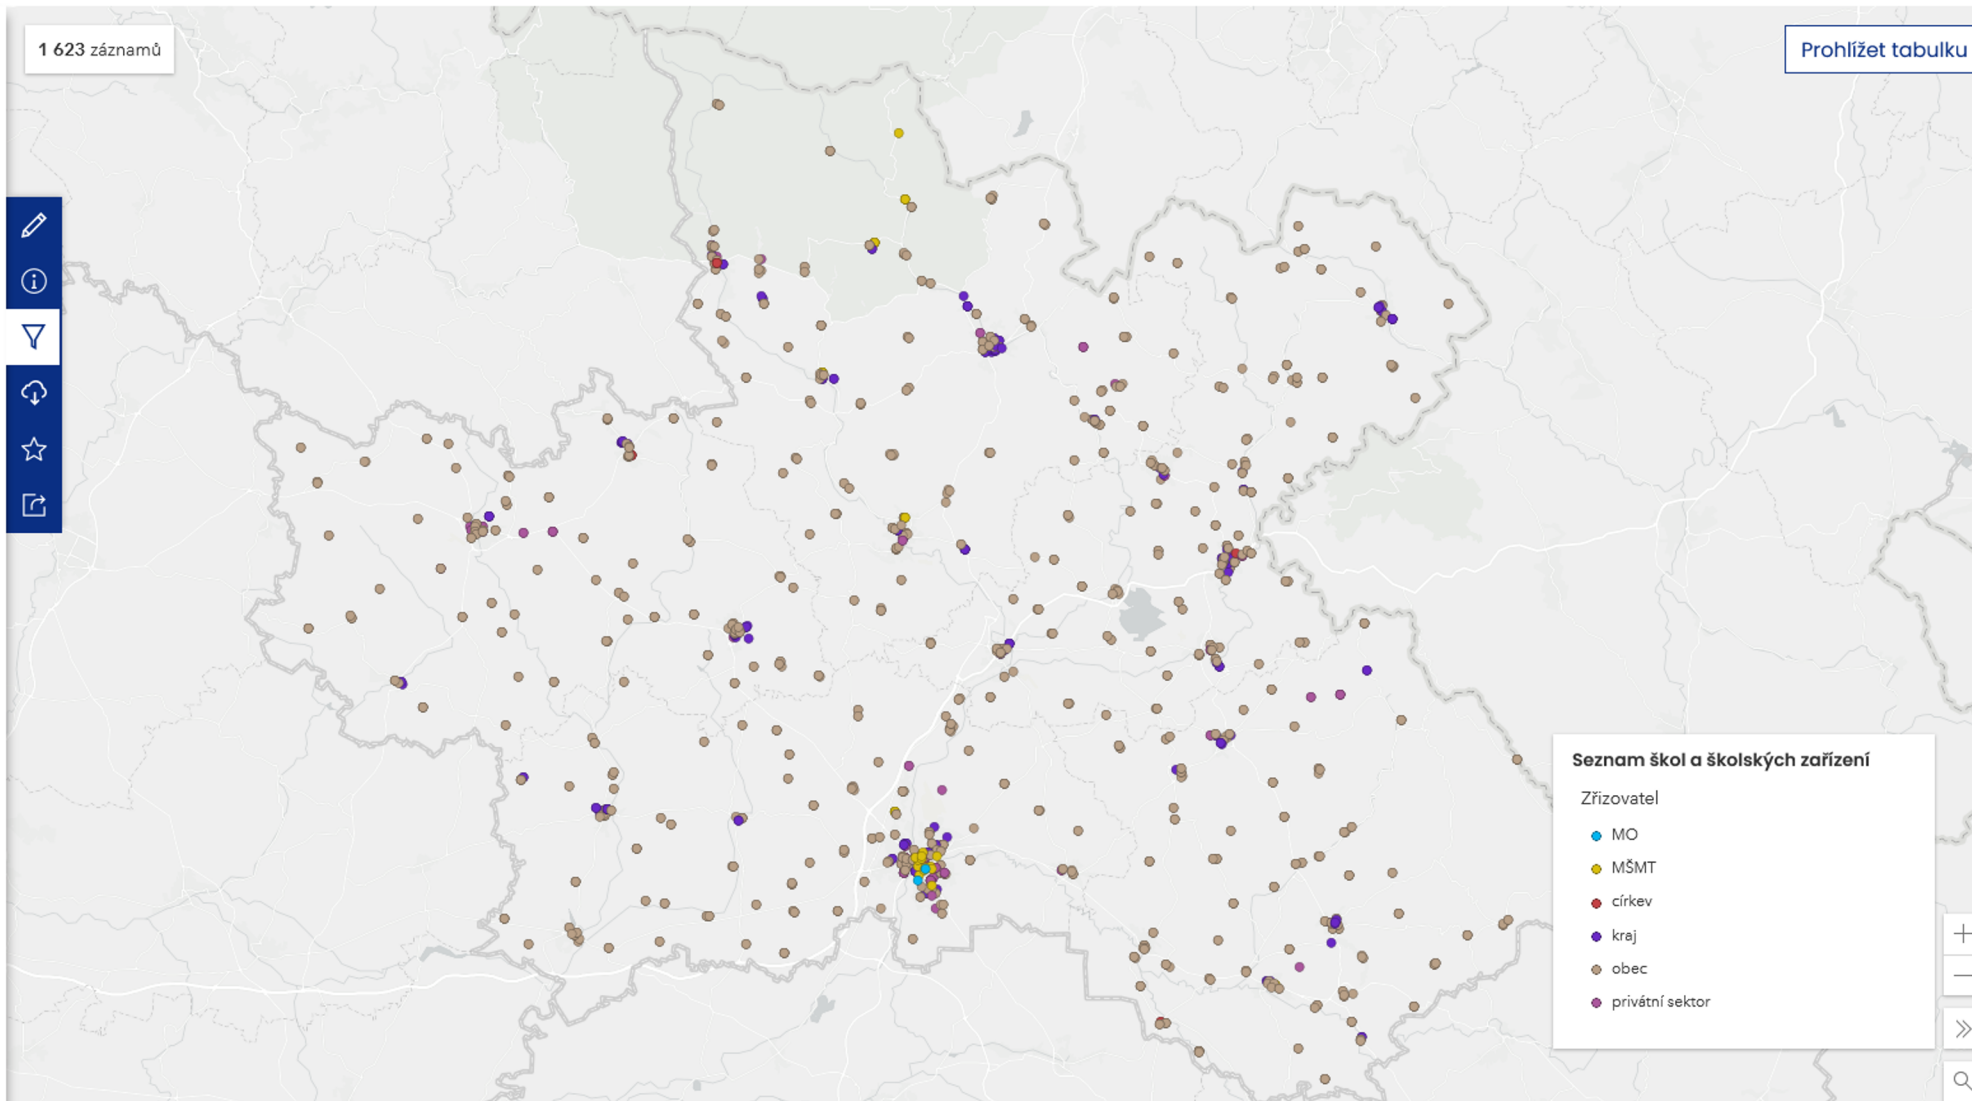 1 623 záznamů
Prohlížet tabulku
Seznam škol a školských zařízení
Zřizovatel
MO
MŠMT
církev
kraj
obec
privátní sektor